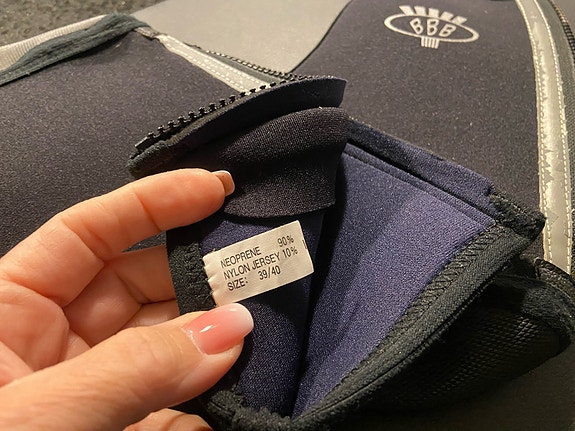 BBB
NEOPRENE 90%
NYLON JERSEY 10%
SIZE: 39/40